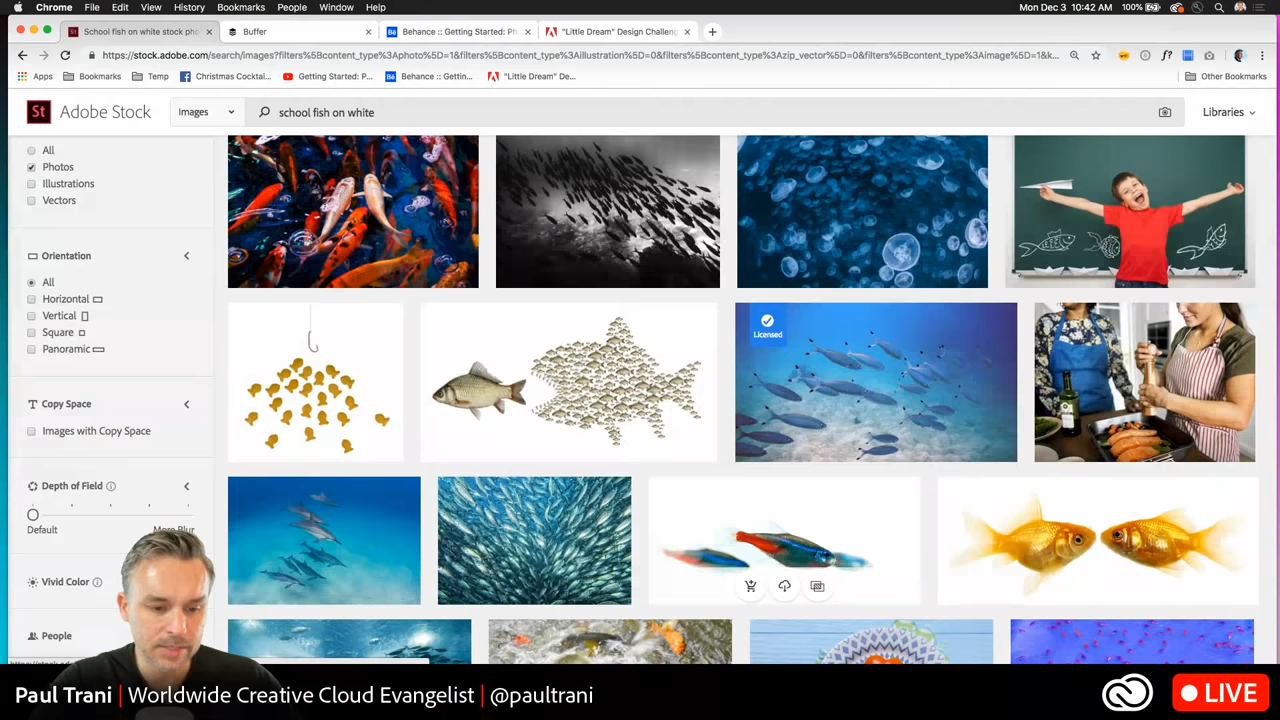 Chrome File Edit View History Bookmarks People Window Help
Mon Dec 3 10:42 AM 100%
School fish on white stock pho
Buffer
Behance :: Getting Started: Ph
"Little Dream" Design Challeng
https://stock.adobe.com/search/images?filters%5Bcontent_type%3Aphoto%5D=1&filters%5Bcontent_type%3Aillustration%5D=0&filters%5Bcontent_type%3Azip_vector%5D=0&filters%5Bcontent_type%3Aimage%5D=1&k...
Apps Bookmarks Temp Christmas Cocktai... Getting Started: P... Behance :: Gettin... "Little Dream" De... Other Bookmarks
St Adobe Stock Images school fish on white Libraries
All
Photos
Illustrations
Vectors
Orientation
All
Horizontal
Vertical
Square
Panoramic
Licensed
Copy Space
Images with Copy Space
Depth of Field
Default More Blur
Vivid Color
People
Paul Trani | Worldwide Creative Cloud Evangelist | @paultrani
LIVE